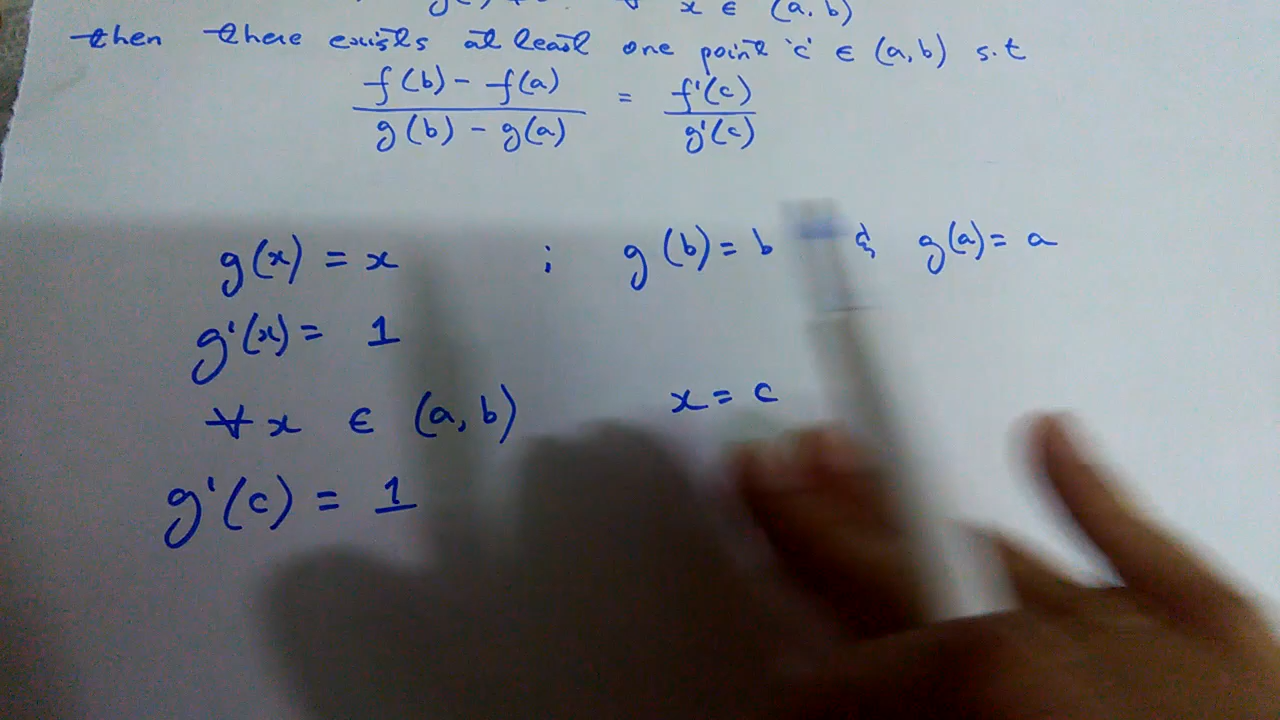 x ∈ (a, b)
then there exists at least one point 'c' ∈ (a, b) s.t
f(b) - f(a) / g(b) - g(a) = f'(c) / g'(c)
g(x) = x ; g(b) = b & g(a) = a
g'(x) = 1
∀ x ∈ (a, b) x = c
g'(c) = 1